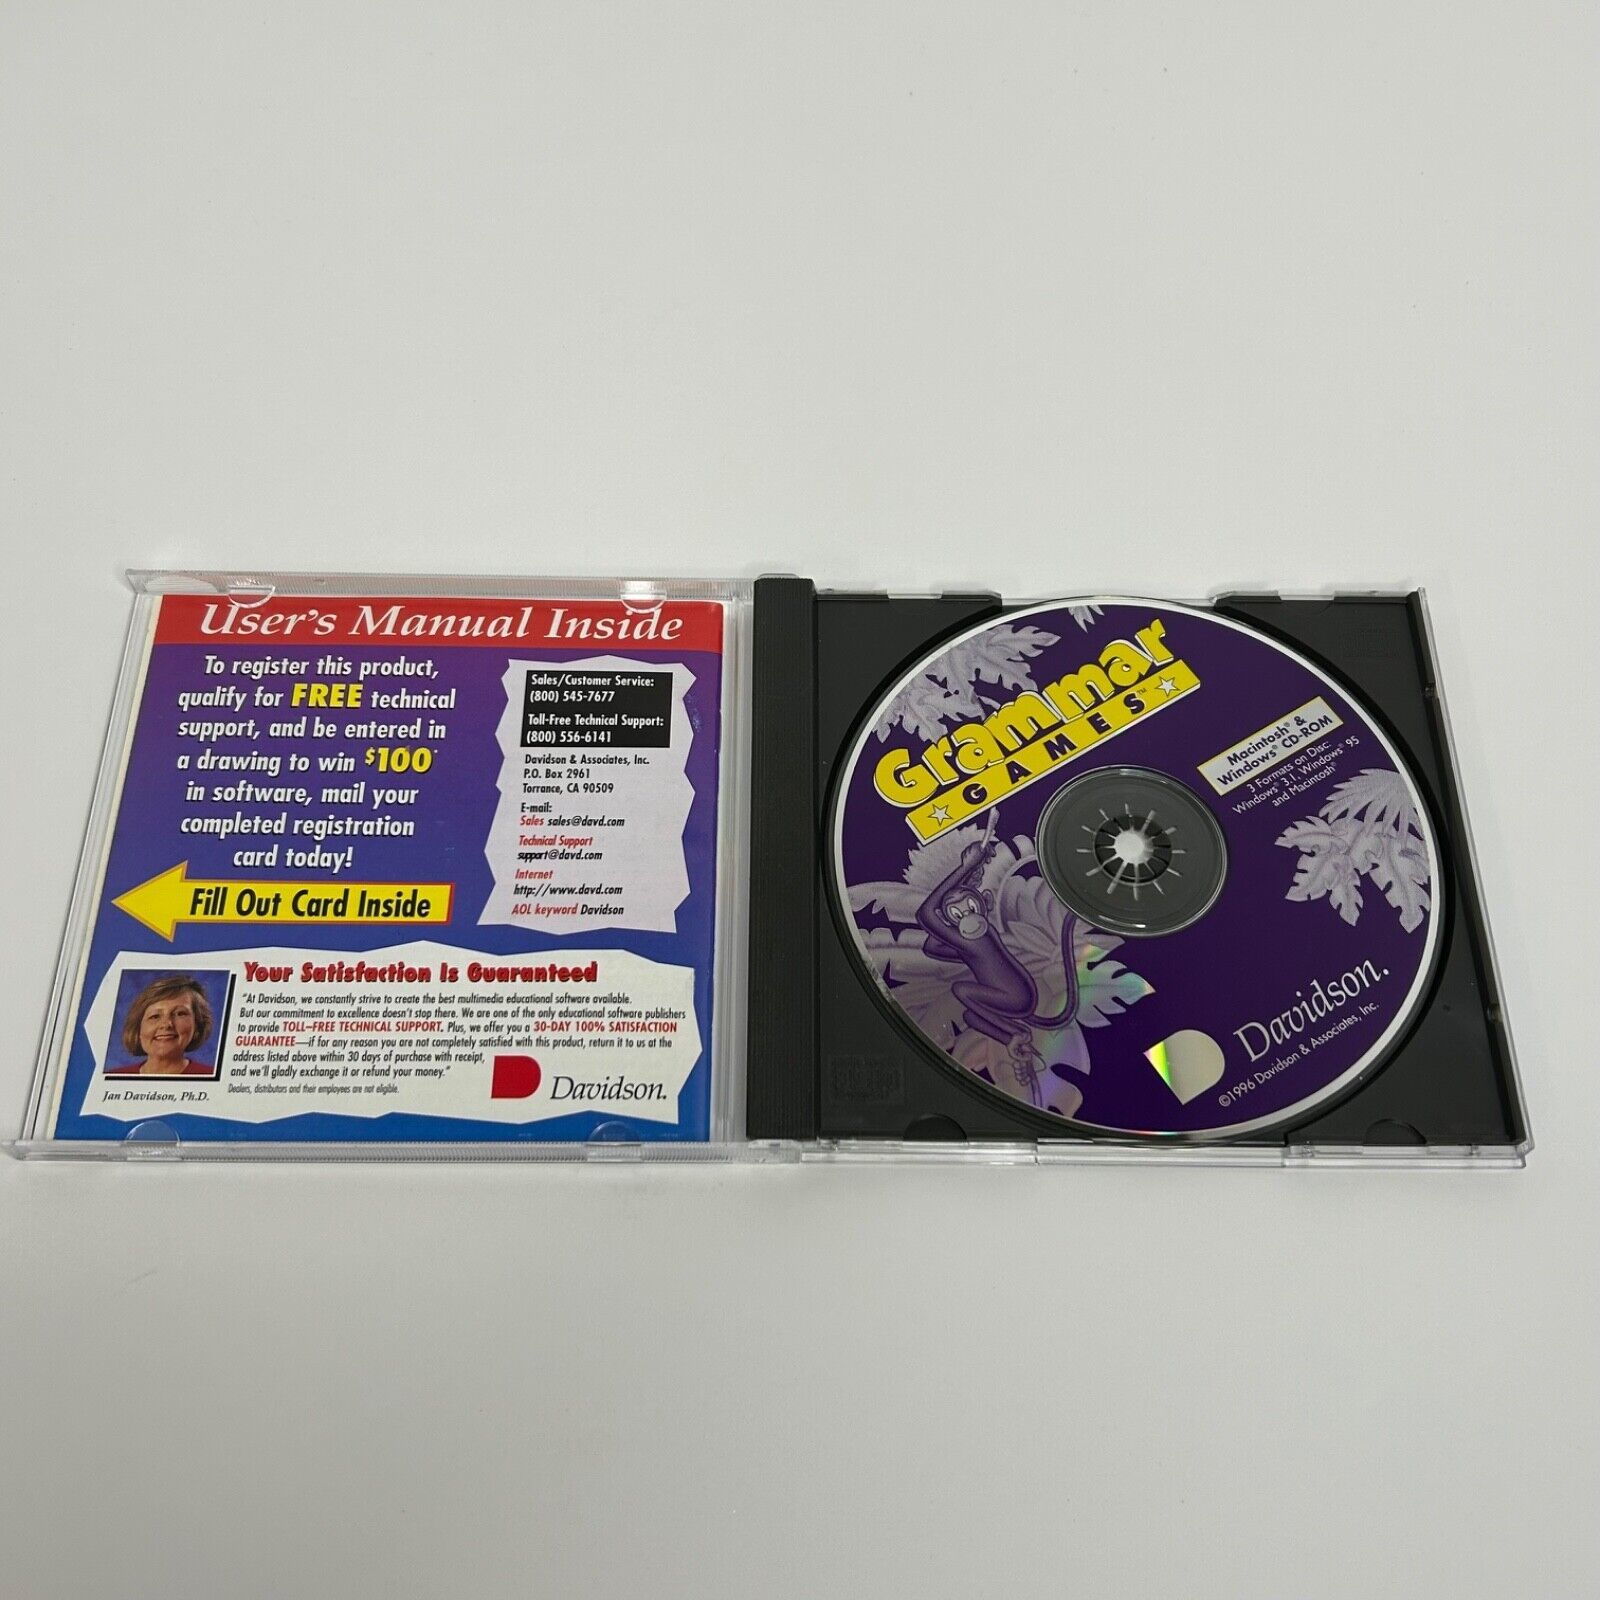 User's Manual Inside
To register this product,
qualify for FREE technical
support, and be entered in
a drawing to win $100*
in software, mail your
completed registration
card today!
Fill Out Card Inside
Sales/Customer Service:
(800) 545-7677
Toll-Free Technical Support:
(800) 556-6141
Davidson & Associates, Inc.
P.O. Box 2961
Torrance, CA 90509
E-mail:
Sales sales@davd.com
Technical Support
support@davd.com
Internet
http://www.davd.com
AOL keyword Davidson
Your Satisfaction Is Guaranteed
"At Davidson, we constantly strive to create the best multimedia educational software available.
But our commitment to excellence doesn't stop there. We are one of the only educational software publishers
to provide TOLL–FREE TECHNICAL SUPPORT. Plus, we offer you a 30-DAY 100% SATISFACTION
GUARANTEE—if for any reason you are not completely satisfied with this product, return it to us at the
address listed above within 30 days of purchase with receipt,
and we'll gladly exchange it or refund your money."
Dealers, distributors and their employees are not eligible.
Jan Davidson, Ph.D.
Davidson.
Grammar
GAMES™
Macintosh® &
Windows® CD-ROM
3 Formats on Disc:
Windows® 3.1, Windows® 95
and Macintosh®
Davidson.
©1996 Davidson & Associates, Inc.